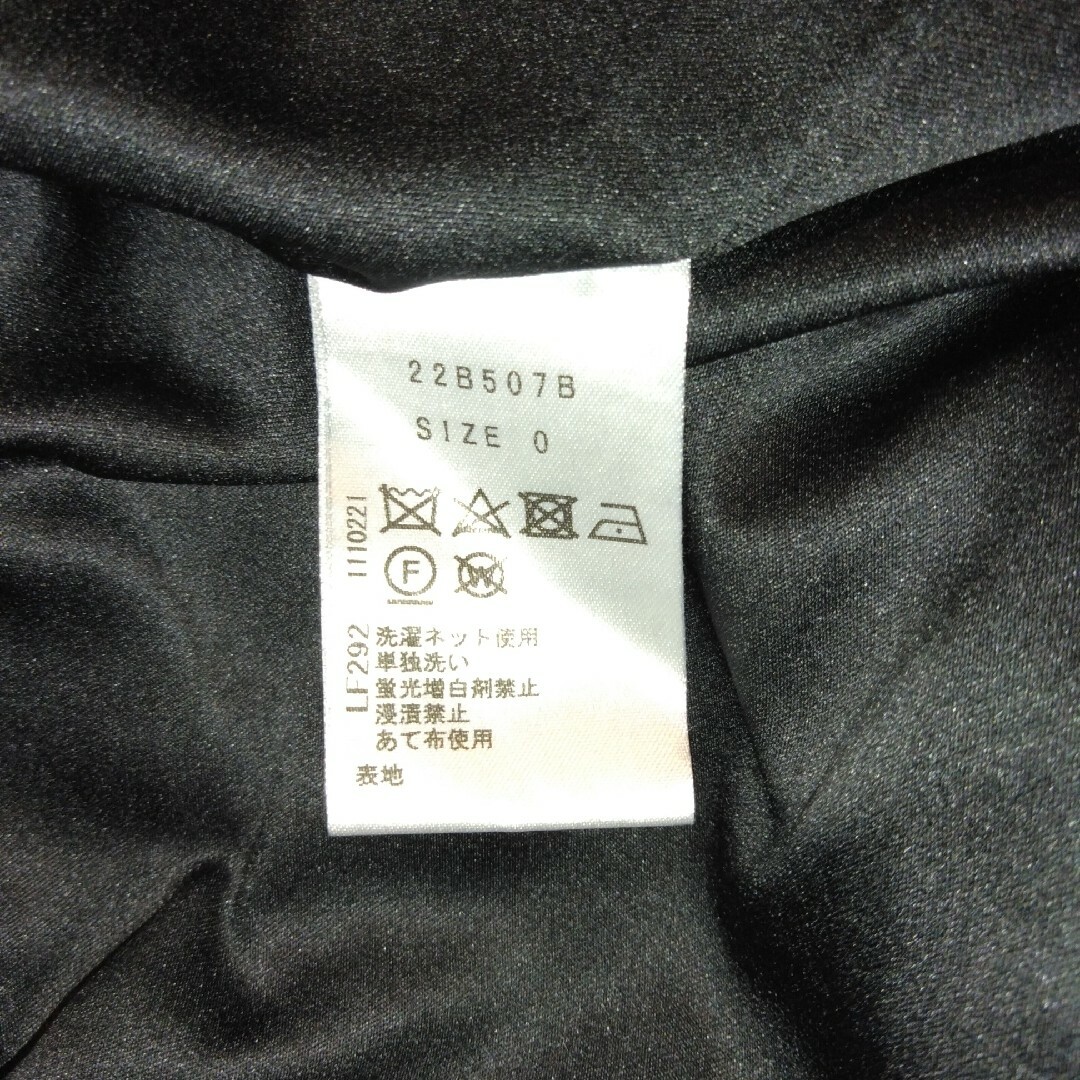 22B507B
SIZE 0
1110221
F
W
LF292
洗濯ネット使用
単独洗い
蛍光増白剤禁止
浸漬禁止
あて布使用
表地